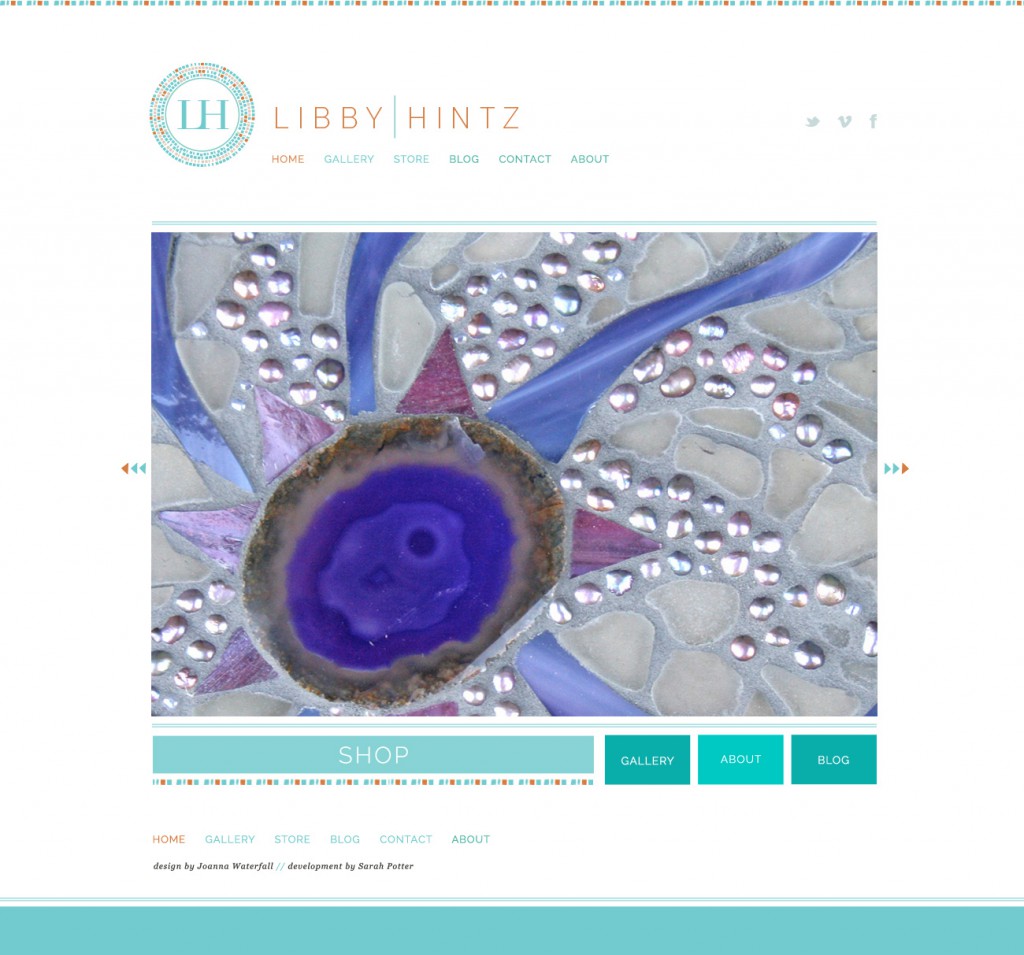 LH
LIBBY|HINTZ
HOME GALLERY STORE BLOG CONTACT ABOUT
SHOP
GALLERY ABOUT BLOG
HOME GALLERY STORE BLOG CONTACT ABOUT
design by Joanna Waterfall // development by Sarah Potter